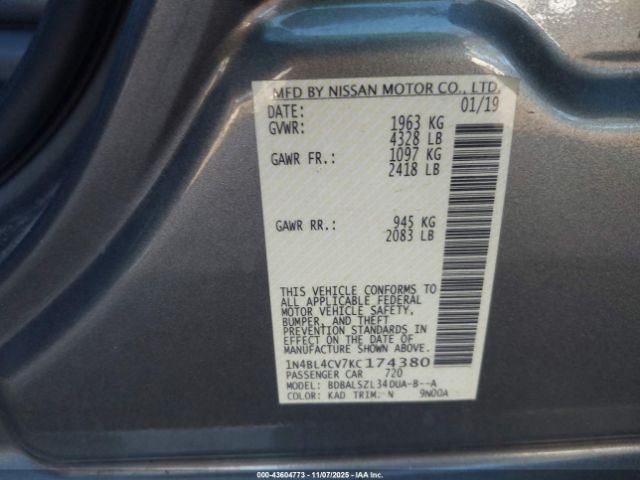 MFD BY NISSAN MOTOR CO., LTD.
DATE: 01/19
GVWR: 1963 KG
4328 LB
GAWR FR.: 1097 KG
2418 LB
GAWR RR.: 945 KG
2083 LB
THIS VEHICLE CONFORMS TO
ALL APPLICABLE FEDERAL
MOTOR VEHICLE SAFETY,
BUMPER, AND THEFT
PREVENTION STANDARDS IN
EFFECT ON THE DATE OF
MANUFACTURE SHOWN ABOVE.
1N4BL4CV7KC174380
PASSENGER CAR 720
MODEL: BDBALSZL34DUA-B--A
COLOR: KAD TRIM, N 9N00A
00-43604773 | 11/07/2025 - IAA Inc.